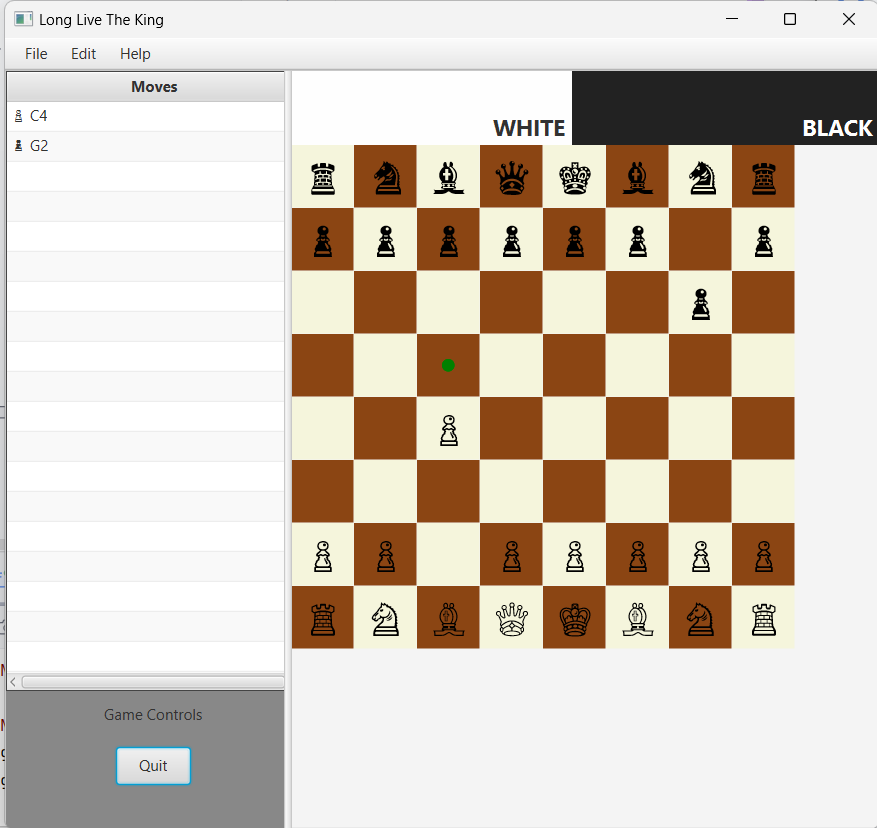 Long Live The King
File Edit Help
Moves
C4
G2
WHITE
BLACK
Game Controls
Quit